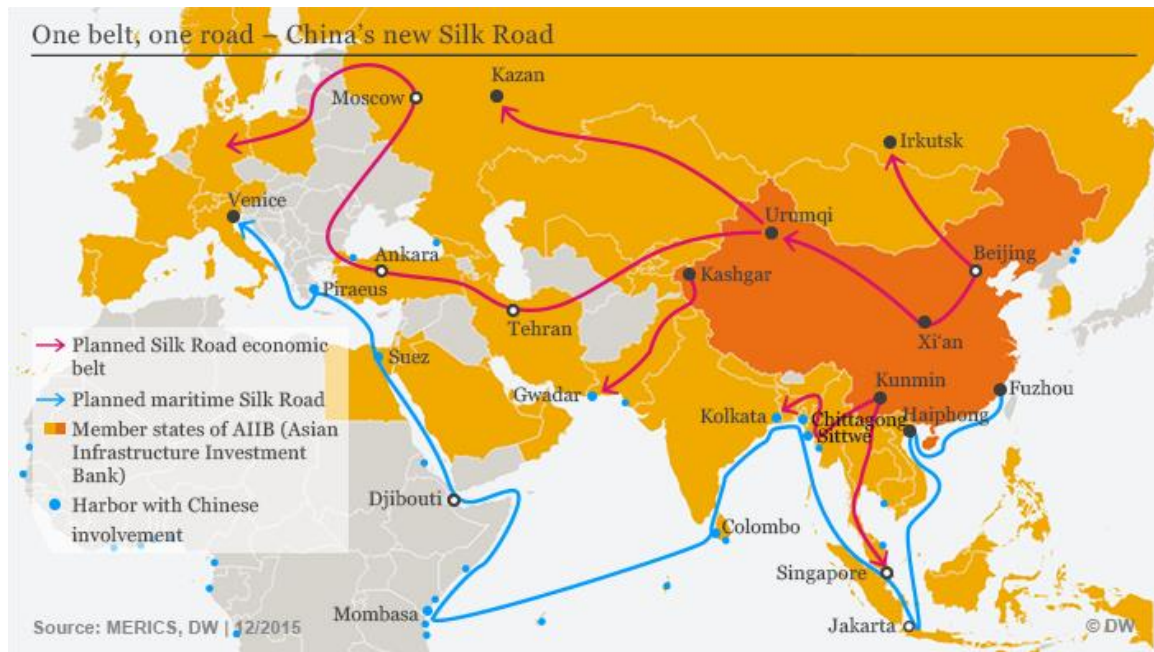 One belt, one road – China's new Silk Road
Kazan
Moscow
Irkutsk
Venice
Urumqi
Ankara
Beijing
Kashgar
Piraeus
Tehran
Xi'an
Planned Silk Road economic
belt
Suez
Gwadar
Kunmin
Fuzhou
Planned maritime Silk Road
Kolkata
Chittagong
Haiphong
Member states of AIIB (Asian
Infrastructure Investment
Bank)
Sittwe
Djibouti
Harbor with Chinese
involvement
Colombo
Singapore
Mombasa
Source: MERICS, DW | 12/2015
Jakarta
© DW